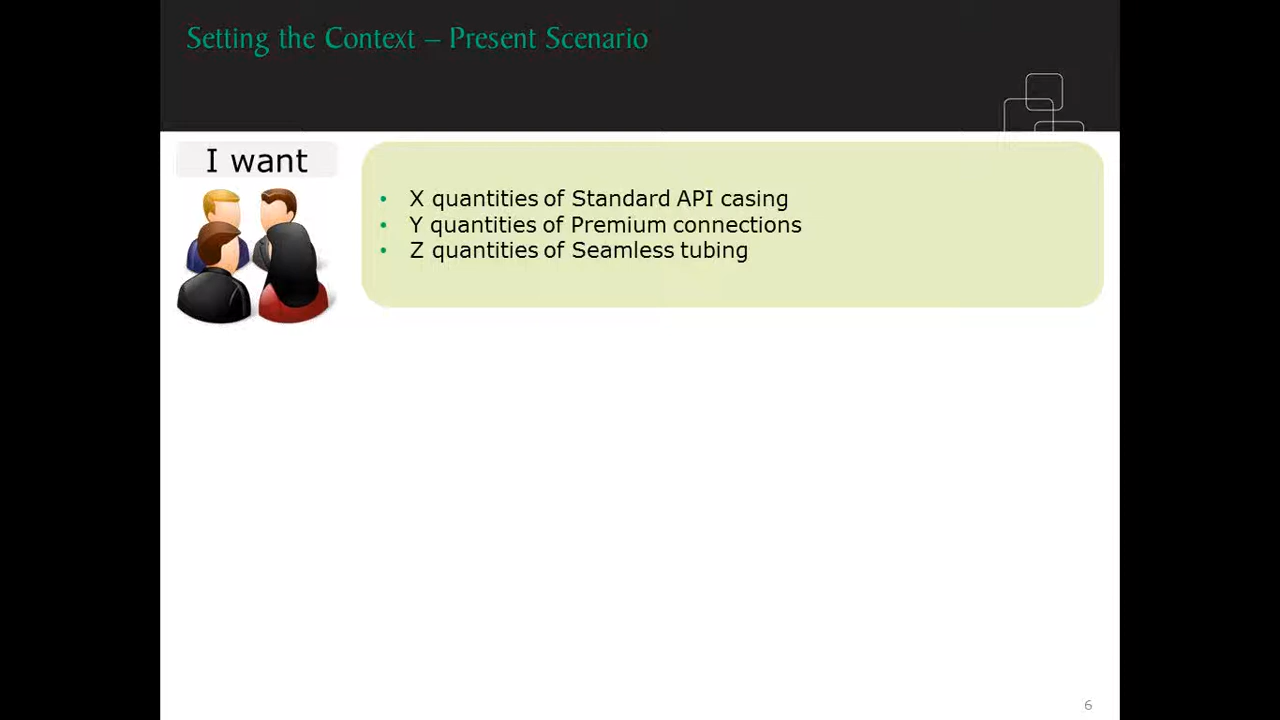 Setting the Context – Present Scenario
I want
• X quantities of Standard API casing
• Y quantities of Premium connections
• Z quantities of Seamless tubing
6